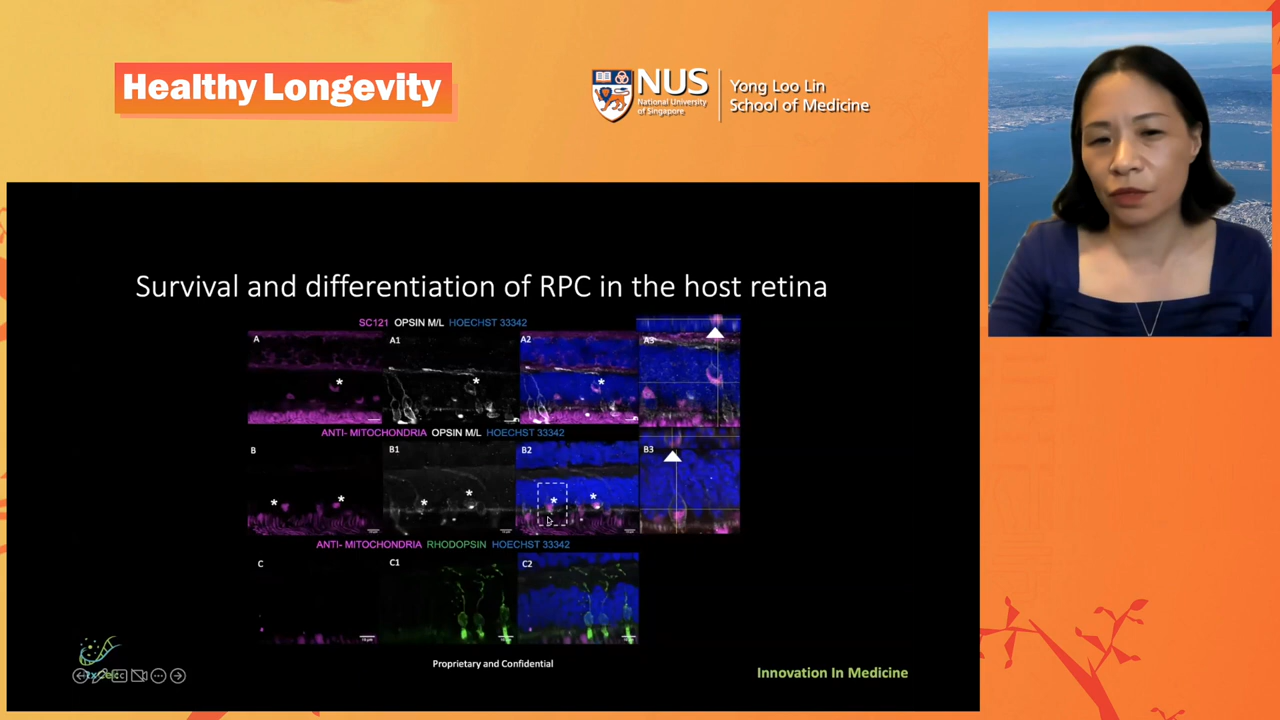 Healthy Longevity
NUS
National University
of Singapore
Yong Loo Lin
School of Medicine
Survival and differentiation of RPC in the host retina
SC121 OPSIN M/L HOECHST 33342
A A1 A2 A3
ANTI- MITOCHONDRIA OPSIN M/L HOECHST 33342
B B1 B2 B3
ANTI- MITOCHONDRIA RHODOPSIN HOECHST 33342
C C1 C2
Proprietary and Confidential
Innovation In Medicine